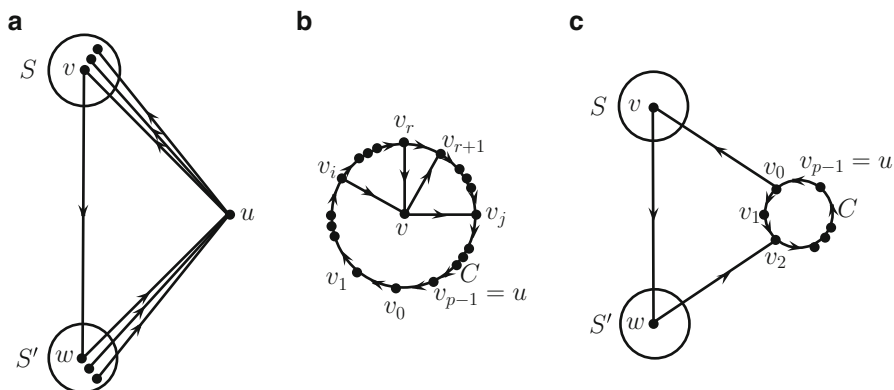 a
S
v
u
S'
w
b
v_r
v_{r+1}
v_i
v
v_j
v_1
C
v_{p-1} = u
v_0
c
S
v
v_0
v_{p-1} = u
v_1
C
v_2
S'
w